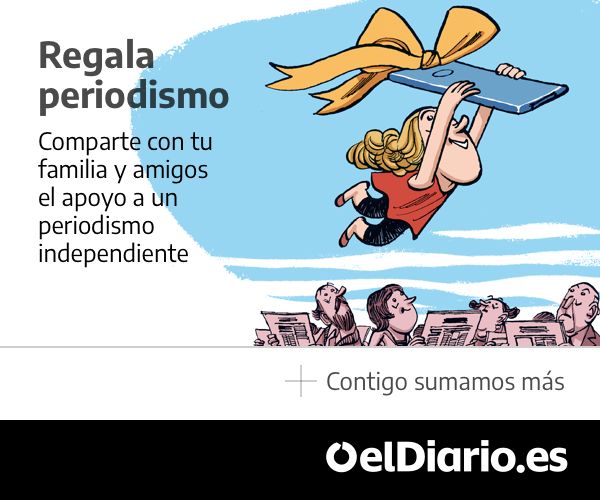 Regala
periodismo
Comparte con tu
familia y amigos
el apoyo a un
periodismo
independiente
Contigo sumamos más
elDiario.es